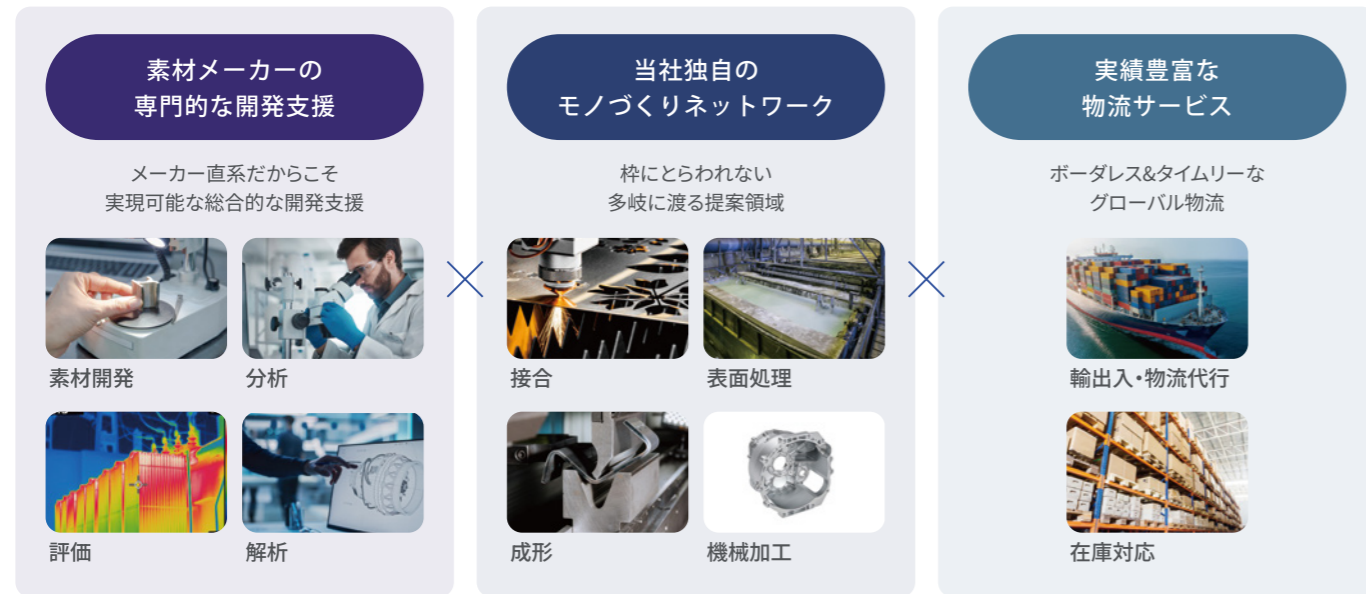 素材メーカーの
専門的な開発支援
メーカー直系だからこそ
実現可能な総合的な開発支援
素材開発
分析
評価
解析
当社独自の
モノづくりネットワーク
枠にとらわれない
多岐に渡る提案領域
接合
表面処理
成形
機械加工
実績豊富な
物流サービス
ボーダレス&タイムリーな
グローバル物流
輸出入・物流代行
在庫対応